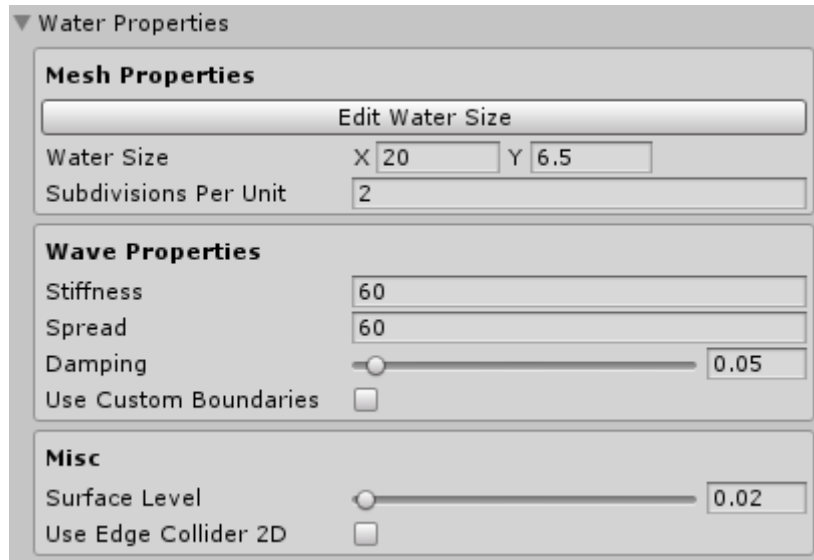 Water Properties
Mesh Properties
Edit Water Size
Water Size X 20 Y 6.5
Subdivisions Per Unit 2
Wave Properties
Stiffness 60
Spread 60
Damping 0.05
Use Custom Boundaries
Misc
Surface Level 0.02
Use Edge Collider 2D